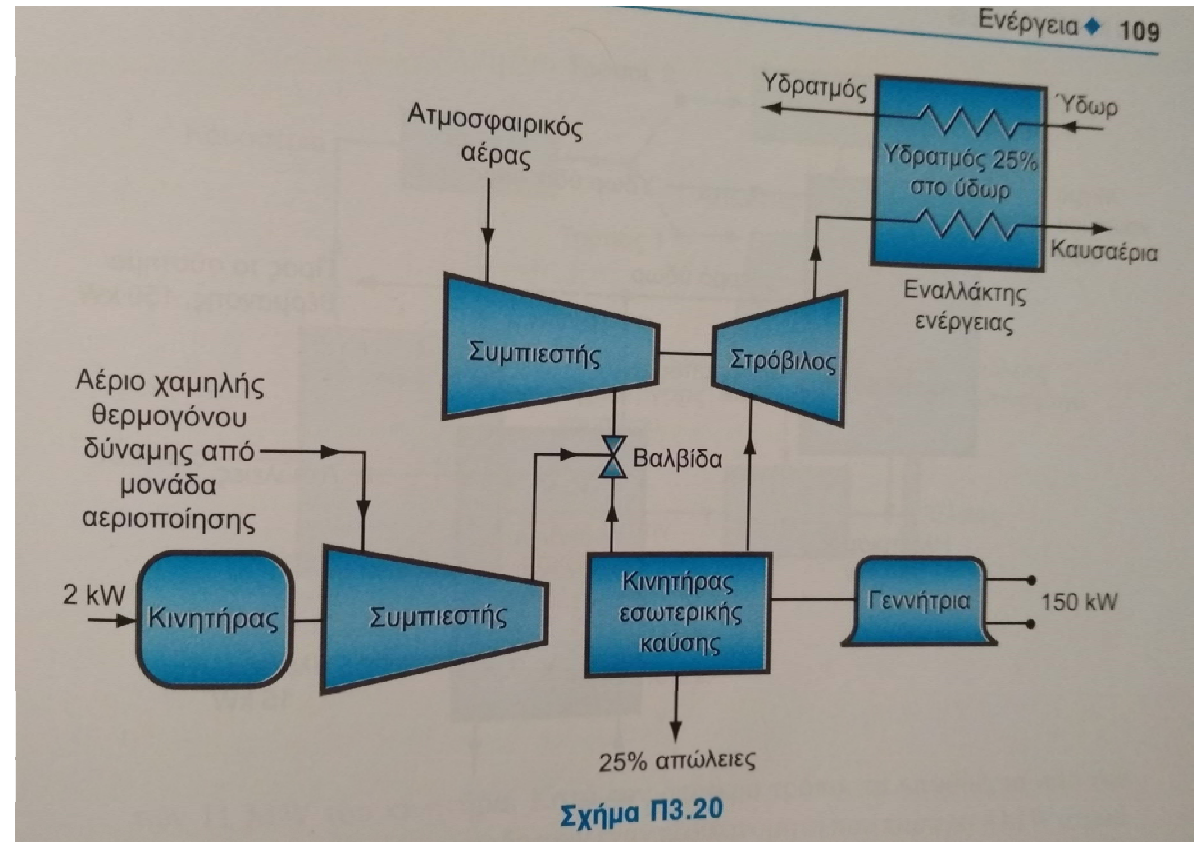 Ενέργεια ◆ 109
Υδρατμός
Ύδωρ
Υδρατμός 25%
στο ύδωρ
Καυσαέρια
Εναλλάκτης
ενέργειας
Ατμοσφαιρικός
αέρας
Συμπιεστής
Στρόβιλος
Αέριο χαμηλής
θερμογόνου
δύναμης από
μονάδα
αεριοποίησης
Βαλβίδα
2 kW
Κινητήρας
Συμπιεστής
Κινητήρας
εσωτερικής
καύσης
Γεννήτρια
150 kW
25% απώλειες
Σχήμα Π3.20